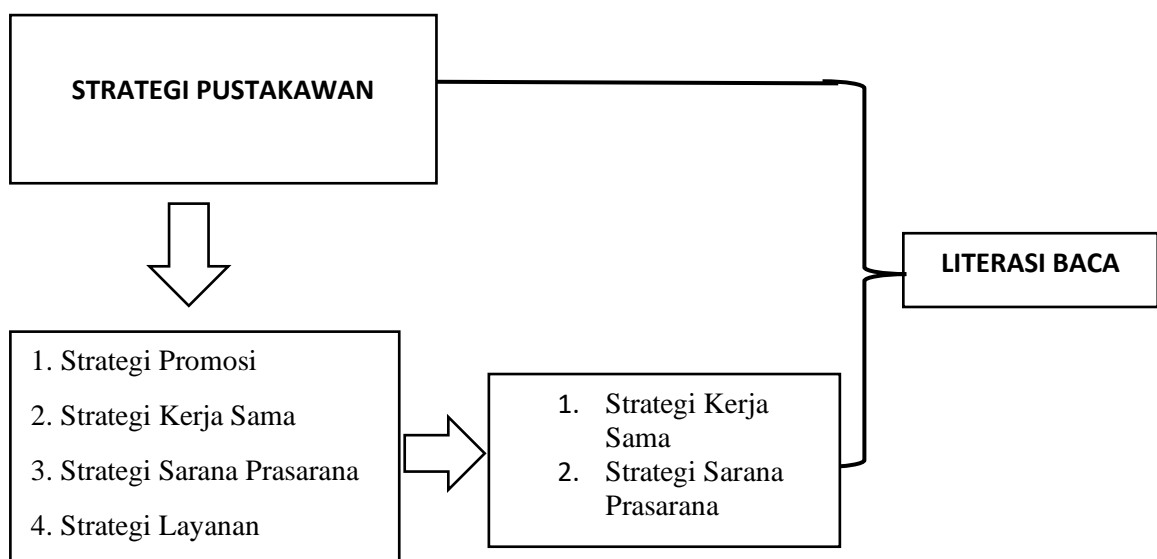 STRATEGI PUSTAKAWAN
LITERASI BACA
1. Strategi Promosi
2. Strategi Kerja Sama
3. Strategi Sarana Prasarana
4. Strategi Layanan
1. Strategi Kerja
Sama
2. Strategi Sarana
Prasarana